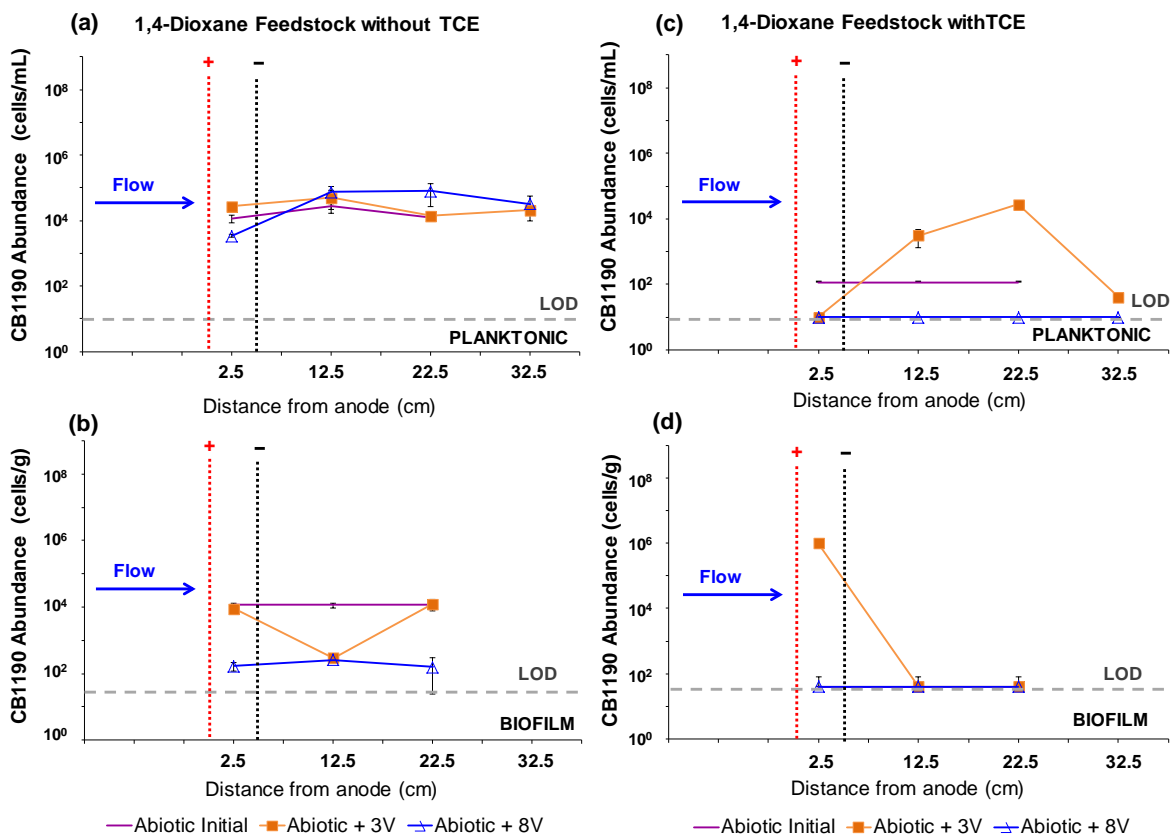 (a) 1,4-Dioxane Feedstock without TCE
CB1190 Abundance (cells/mL)
10⁸
10⁶
10⁴
10²
10⁰
+
-
Flow
LOD
PLANKTONIC
2.5 12.5 22.5 32.5
Distance from anode (cm)
(c) 1,4-Dioxane Feedstock withTCE
CB1190 Abundance (cells/mL)
10⁸
10⁶
10⁴
10²
10⁰
+
-
Flow
LOD
PLANKTONIC
2.5 12.5 22.5 32.5
Distance from anode (cm)
(b)
CB1190 Abundance (cells/g)
10⁸
10⁶
10⁴
10²
10⁰
+
-
Flow
LOD
BIOFILM
2.5 12.5 22.5 32.5
Distance from anode (cm)
(d)
CB1190 Abundance (cells/g)
10⁸
10⁶
10⁴
10²
10⁰
+
-
Flow
LOD
BIOFILM
2.5 12.5 22.5 32.5
Distance from anode (cm)
Abiotic Initial Abiotic + 3V Abiotic + 8V
Abiotic Initial Abiotic + 3V Abiotic + 8V